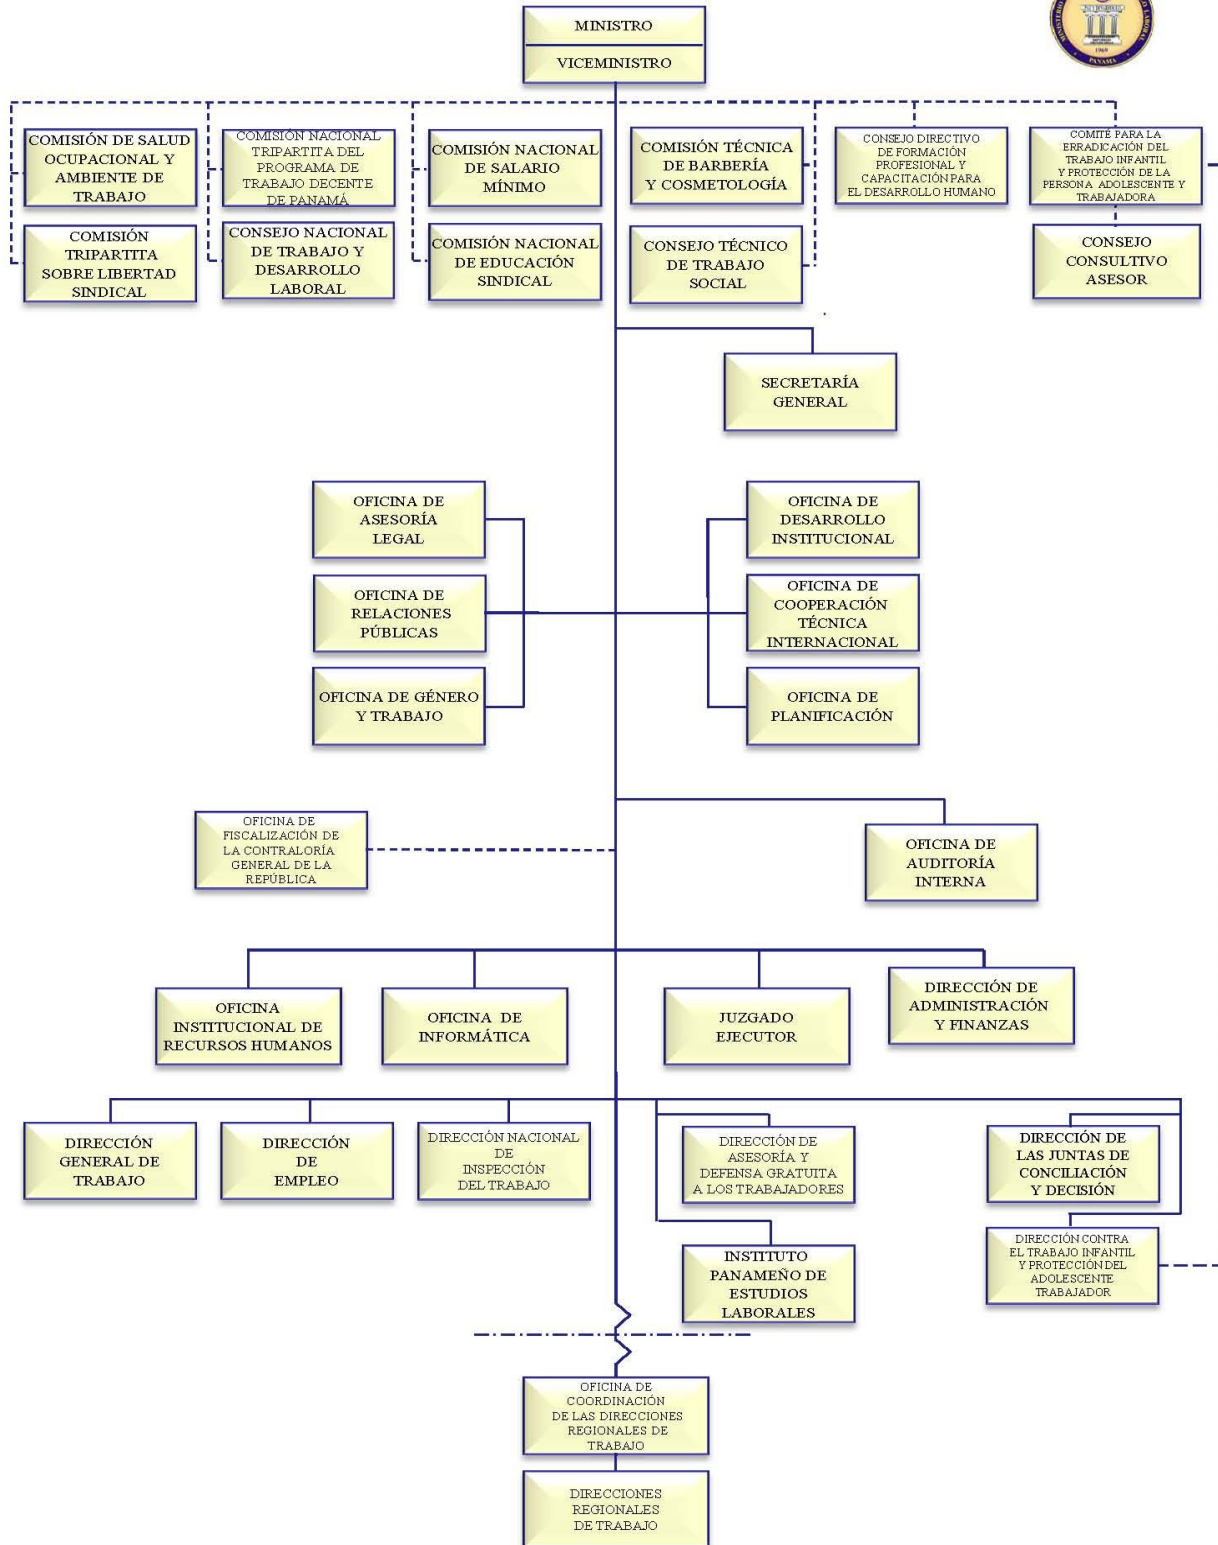 MINISTRO
VICEMINISTRO
COMISIÓN DE SALUD
OCUPACIONAL Y
AMBIENTE DE
TRABAJO
COMISIÓN NACIONAL
TRIPARTITA DEL
PROGRAMA DE
TRABAJO DECENTE
DE PANAMÁ
COMISIÓN NACIONAL
DE SALARIO
MÍNIMO
COMISIÓN TÉCNICA
DE BARBERÍA
Y COSMETOLOGÍA
CONSEJO DIRECTIVO
DE FORMACIÓN
PROFESIONAL Y
CAPACITACIÓN PARA
EL DESARROLLO HUMANO
COMITÉ PARA LA
ERRADICACIÓN DEL
TRABAJO INFANTIL
Y PROTECCIÓN DE LA
PERSONA ADOLESCENTE Y
TRABAJADORA
COMISIÓN
TRIPARTITA
SOBRE LIBERTAD
SINDICAL
CONSEJO NACIONAL
DE TRABAJO Y
DESARROLLO
LABORAL
COMISIÓN NACIONAL
DE EDUCACIÓN
SINDICAL
CONSEJO TÉCNICO
DE TRABAJO
SOCIAL
CONSEJO
CONSULTIVO
ASESOR
SECRETARÍA
GENERAL
OFICINA DE
ASESORÍA
LEGAL
OFICINA DE
DESARROLLO
INSTITUCIONAL
OFICINA DE
RELACIONES
PÚBLICAS
OFICINA DE
COOPERACIÓN
TÉCNICA
INTERNACIONAL
OFICINA DE GÉNERO
Y TRABAJO
OFICINA DE
PLANIFICACIÓN
OFICINA DE
FISCALIZACIÓN DE
LA CONTRALORÍA
GENERAL DE LA
REPÚBLICA
OFICINA DE
AUDITORÍA
INTERNA
OFICINA
INSTITUCIONAL DE
RECURSOS HUMANOS
OFICINA DE
INFORMÁTICA
JUZGADO
EJECUTOR
DIRECCIÓN DE
ADMINISTRACIÓN
Y FINANZAS
DIRECCIÓN
GENERAL DE
TRABAJO
DIRECCIÓN
DE
EMPLEO
DIRECCIÓN NACIONAL
DE
INSPECCIÓN
DEL TRABAJO
DIRECCIÓN DE
ASESORÍA Y
DEFENSA GRATUITA
A LOS TRABAJADORES
DIRECCIÓN DE
LAS JUNTAS DE
CONCILIACIÓN
Y DECISIÓN
INSTITUTO
PANAMEÑO DE
ESTUDIOS
LABORALES
DIRECCIÓN CONTRA
EL TRABAJO INFANTIL
Y PROTECCIÓN DEL
ADOLESCENTE
TRABAJADOR
OFICINA DE
COORDINACIÓN
DE LAS DIRECCIONES
REGIONALES DE
TRABAJO
DIRECCIONES
REGIONALES
DE TRABAJO
LABORAL
1969
PANAMÁ